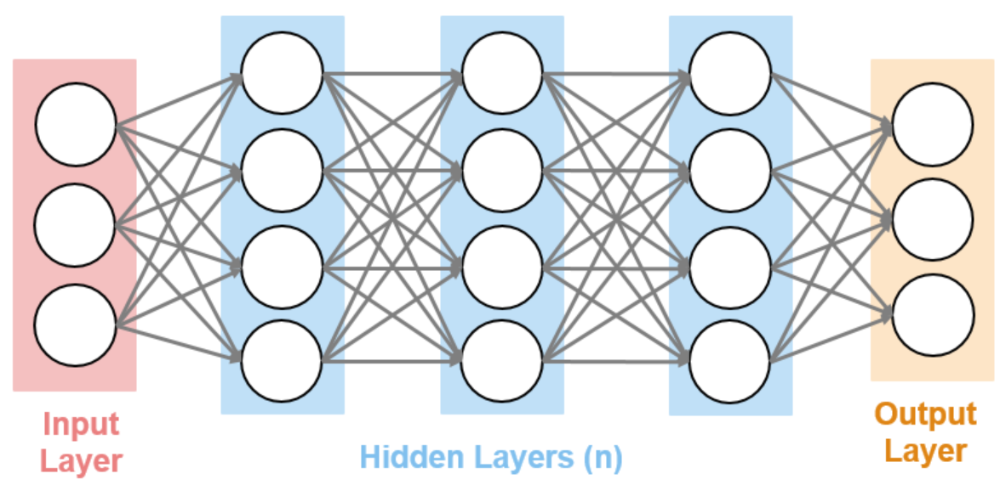 Input
Layer
Hidden Layers (n)
Output
Layer